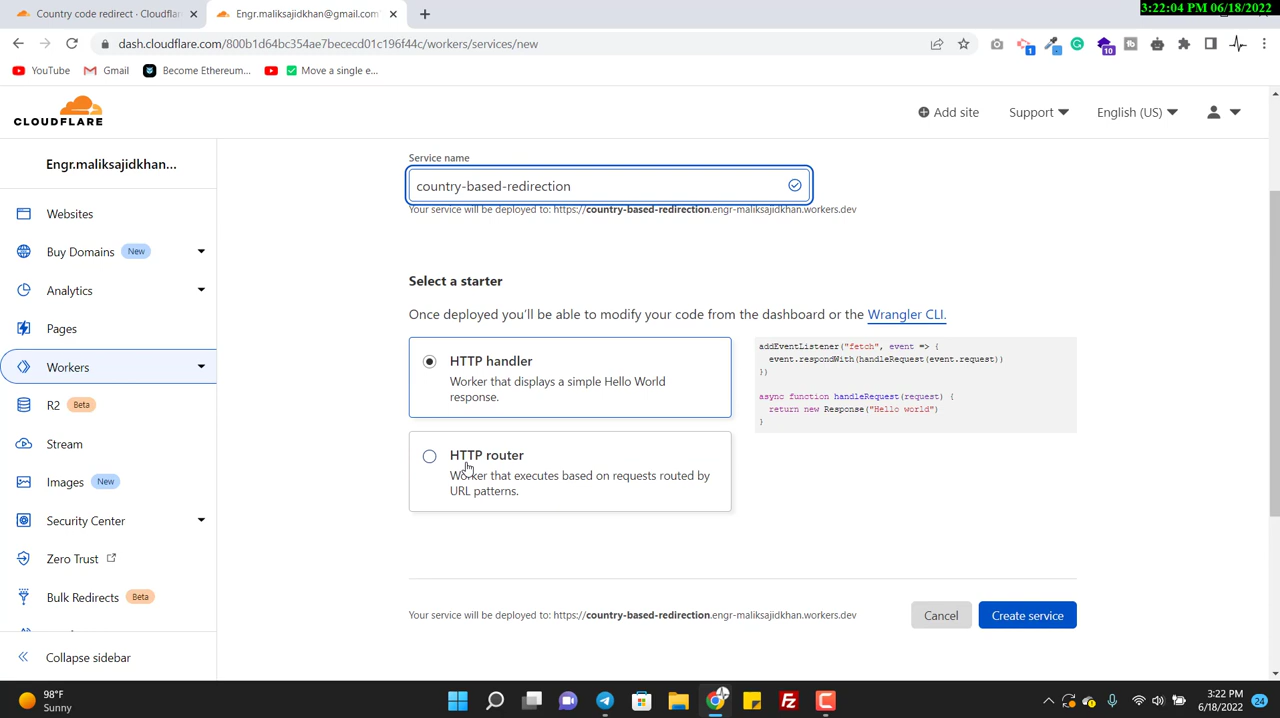 3:22:04 PM 06/18/2022
Country code redirect · Cloudflar
Engr.maliksajidkhan@gmail.com'
dash.cloudflare.com/800b1d64bc354ae7bececd01c196f44c/workers/services/new
1
10
YouTube
Gmail
Become Ethereum...
Move a single e...
CLOUDFLARE
Add site
Support
English (US)
Engr.maliksajidkhan...
Websites
Buy Domains New
Analytics
Pages
Workers
R2 Beta
Stream
Images New
Security Center
Zero Trust
Bulk Redirects Beta
Collapse sidebar
Service name
country-based-redirection
Your service will be deployed to: https://country-based-redirection.engr-maliksajidkhan.workers.dev
Select a starter
Once deployed you'll be able to modify your code from the dashboard or the Wrangler CLI.
HTTP handler
Worker that displays a simple Hello World
response.
HTTP router
Worker that executes based on requests routed by
URL patterns.
addEventListener("fetch", event => {
event.respondWith(handleRequest(event.request))
})
async function handleRequest(request) {
return new Response("Hello world")
}
Your service will be deployed to: https://country-based-redirection.engr-maliksajidkhan.workers.dev
Cancel
Create service
98°F
Sunny
3:22 PM
6/18/2022
24